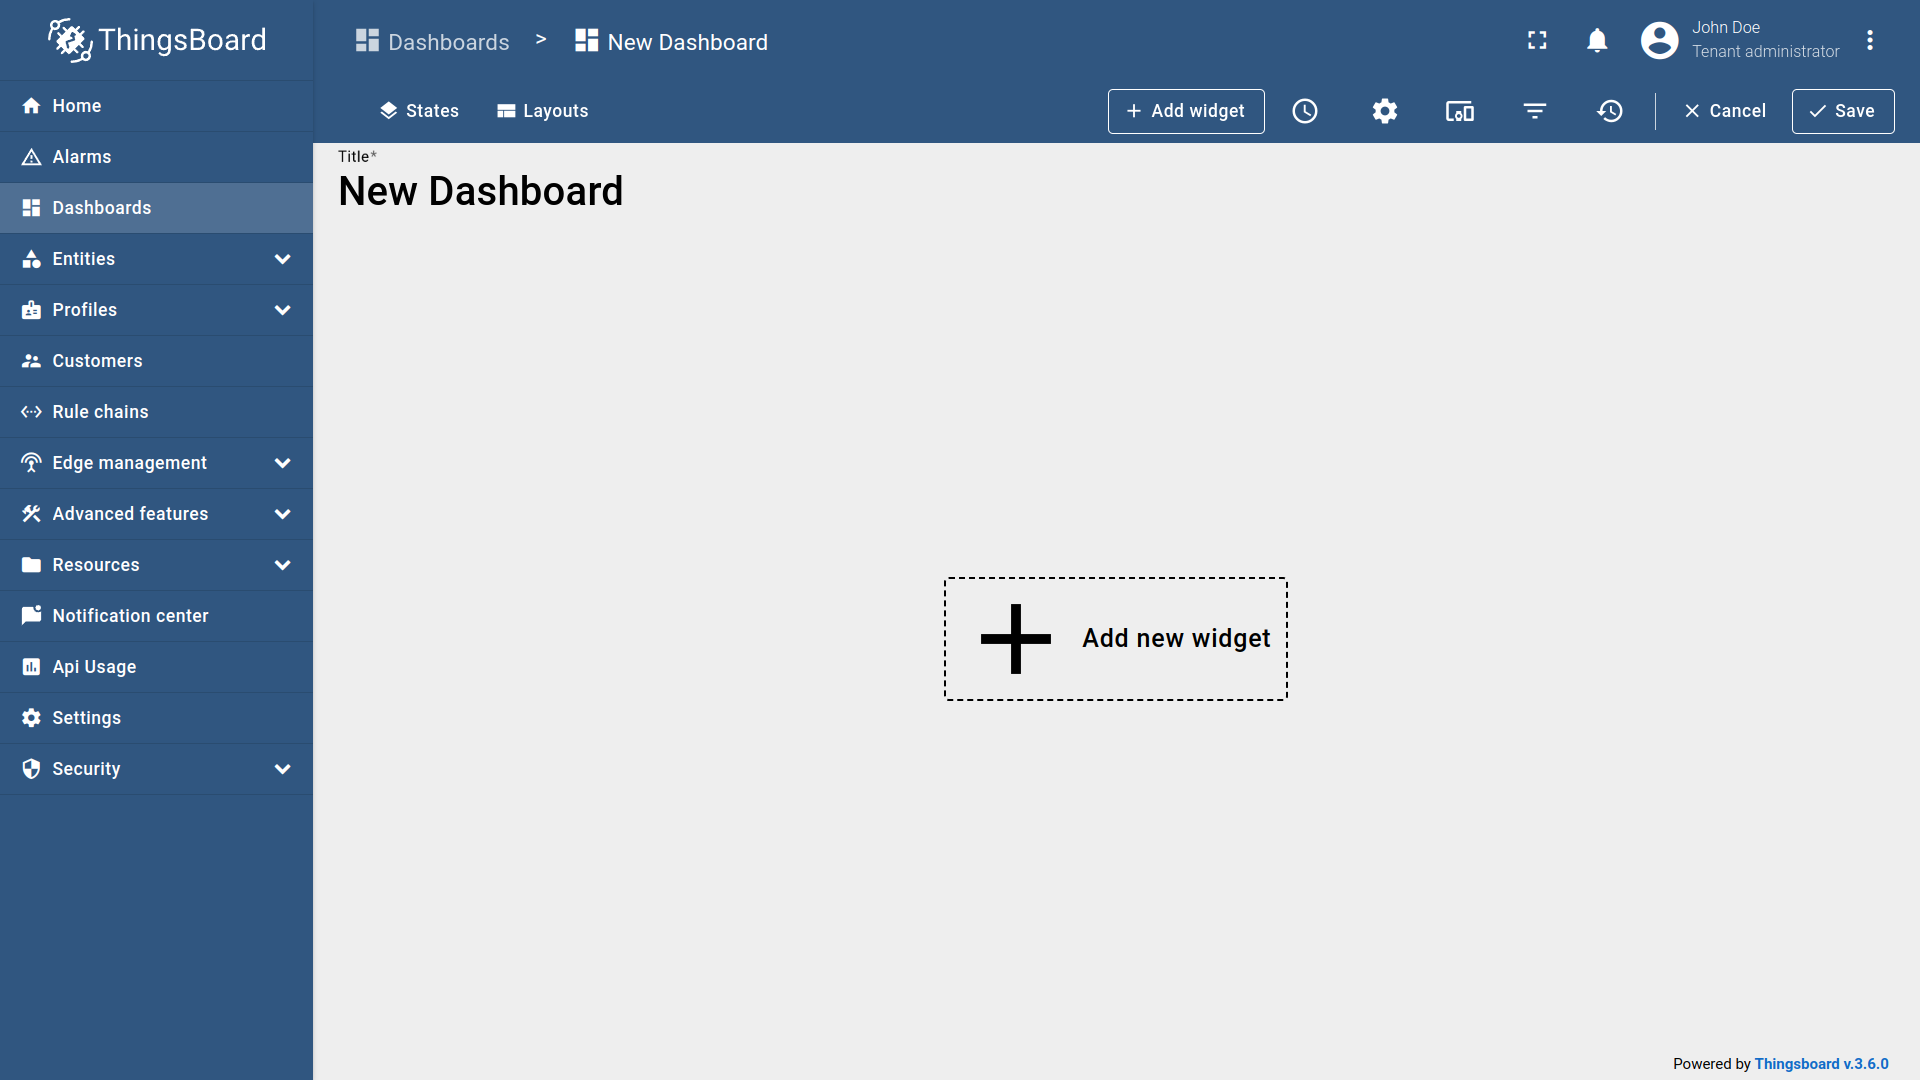 ThingsBoard
Dashboards > New Dashboard
John Doe
Tenant administrator
Home
Alarms
Dashboards
Entities
Profiles
Customers
Rule chains
Edge management
Advanced features
Resources
Notification center
Api Usage
Settings
Security
States
Layouts
Add widget
Cancel
Save
Title*
New Dashboard
Add new widget
Powered by Thingsboard v.3.6.0